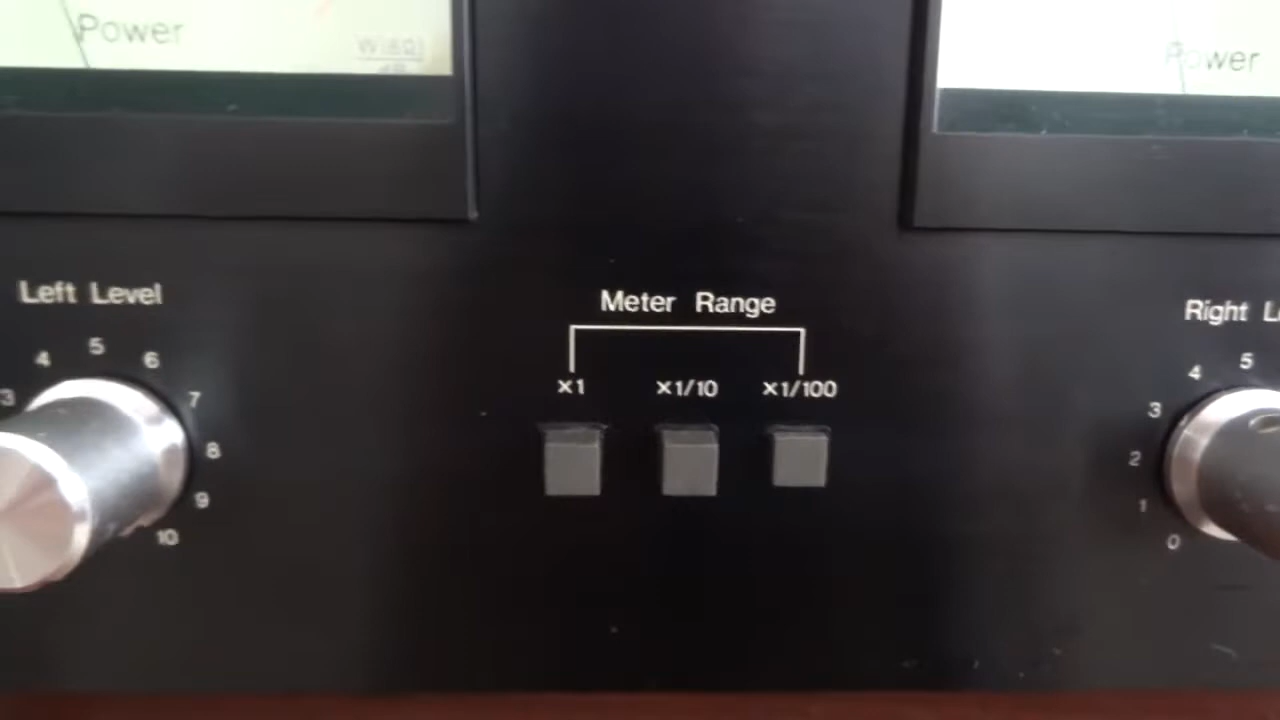 Power
W(8Ω)
Power
Left Level
Meter Range
Right
×1
×1/10
×1/100
3 4 5 6 7 8 9 10
0 1 2 3 4 5